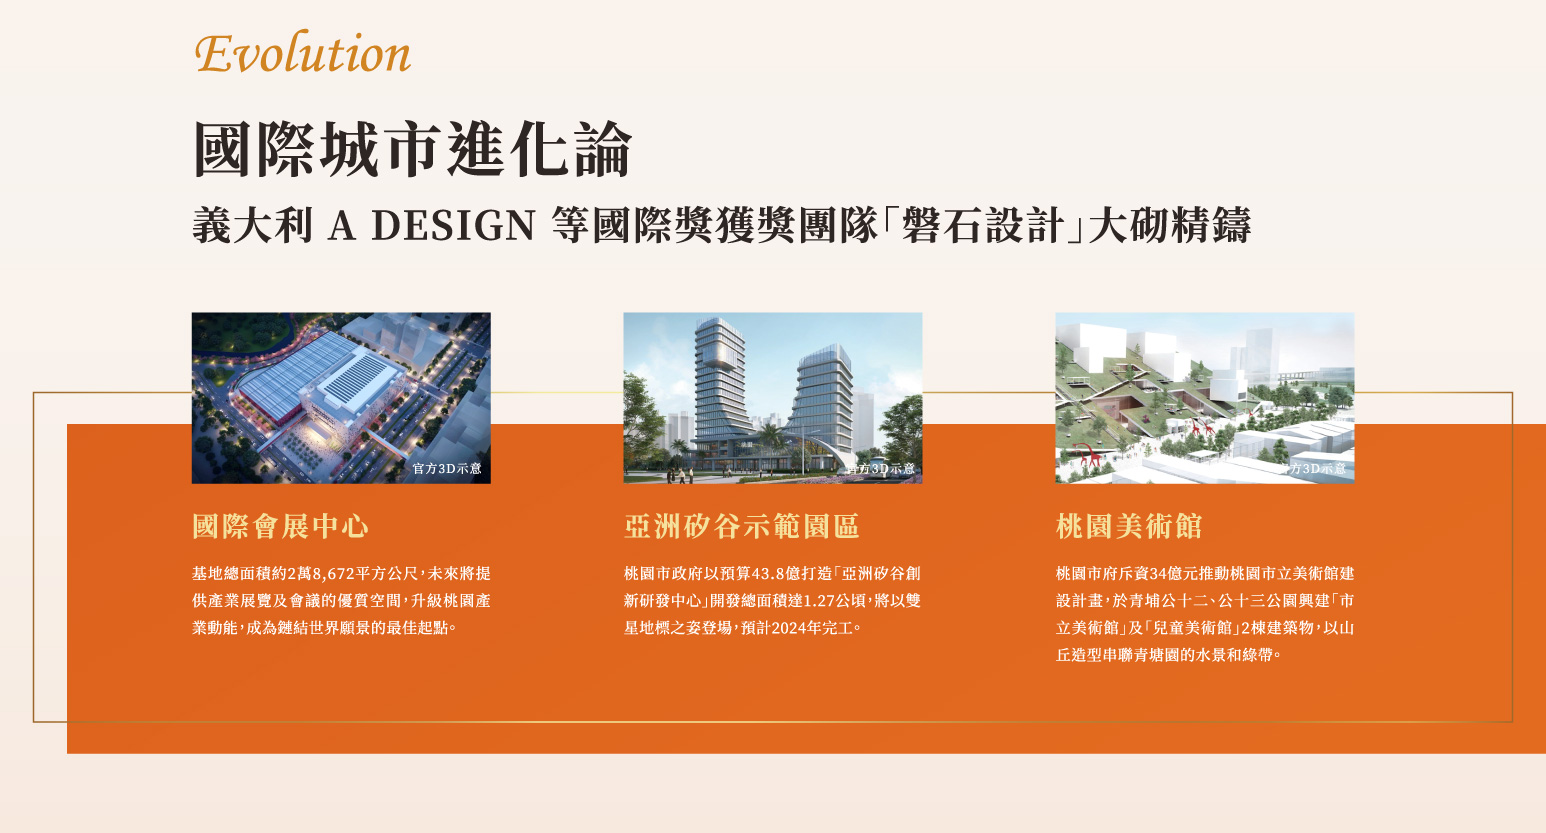 Evolution
國際城市進化論
義大利 A DESIGN 等國際獎獲獎團隊「磐石設計」大砌精鑄
官方3D示意
國際會展中心
基地總面積約2萬8,672平方公尺，未來將提
供產業展覽及會議的優質空間，升級桃園產
業動能，成為鏈結世界願景的最佳起點。
官方3D示意
亞洲矽谷示範園區
桃園市政府以預算43.8億打造「亞洲矽谷創
新研發中心」開發總面積達1.27公頃，將以雙
星地標之姿登場，預計2024年完工。
官方3D示意
桃園美術館
桃園市府斥資34億元推動桃園市立美術館建
設計畫，於青埔公十二、公十三公園興建「市
立美術館」及「兒童美術館」2棟建築物，以山
丘造型串聯青塘園的水景和綠帶。